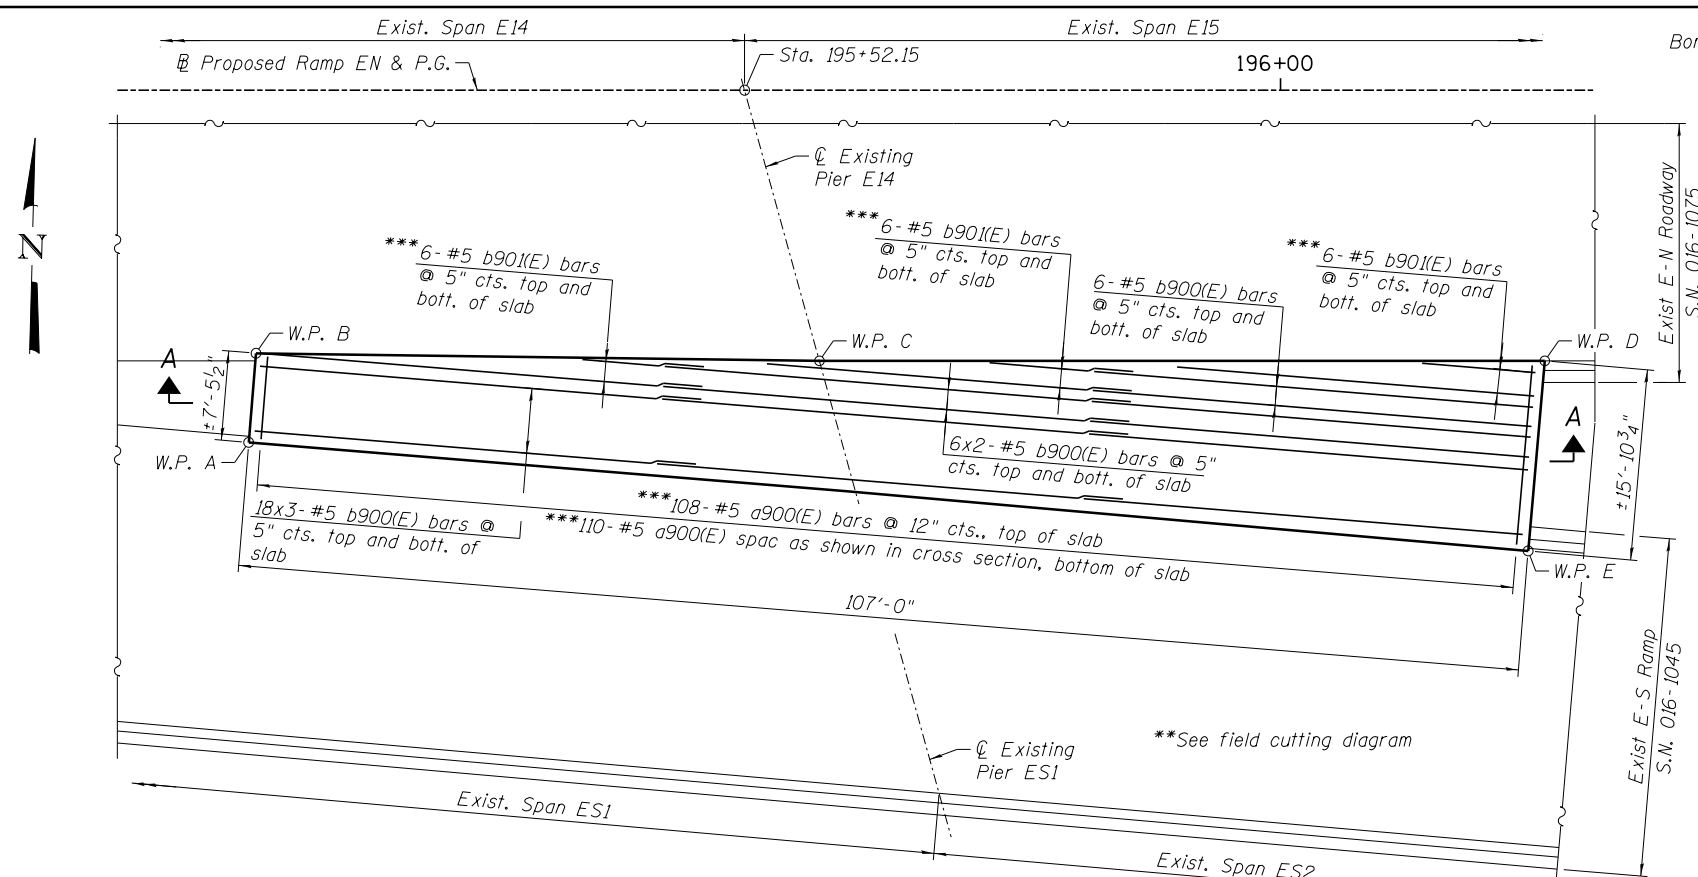 Exist. Span E14
Exist. Span E15
℄ Proposed Ramp EN & P.G.
Sta. 195+52.15
196+00
N
℄ Existing
Pier E14
Exist E-N Roadway
S.N. 016-1075
***6-#5 b901(E) bars
@ 5" cts. top and
bott. of slab
***6-#5 b901(E) bars
@ 5" cts. top and
bott. of slab
6-#5 b900(E) bars
@ 5" cts. top and
bott. of slab
***6-#5 b901(E) bars
@ 5" cts. top and
bott. of slab
W.P. B
W.P. C
W.P. D
A
A
±7'-5½"
±15'-10¾"
W.P. A
W.P. E
6x2-#5 b900(E) bars @ 5"
cts. top and bott. of slab
18x3-#5 b900(E) bars @
5" cts. top and bott. of
slab
***108-#5 a900(E) bars @ 12" cts., top of slab
***110-#5 a900(E) spac as shown in cross section, bottom of slab
107'-0"
℄ Existing
Pier ES1
**See field cutting diagram
Exist E-S Ramp
S.N. 016-1045
Exist. Span ES1
Exist. Span ES2